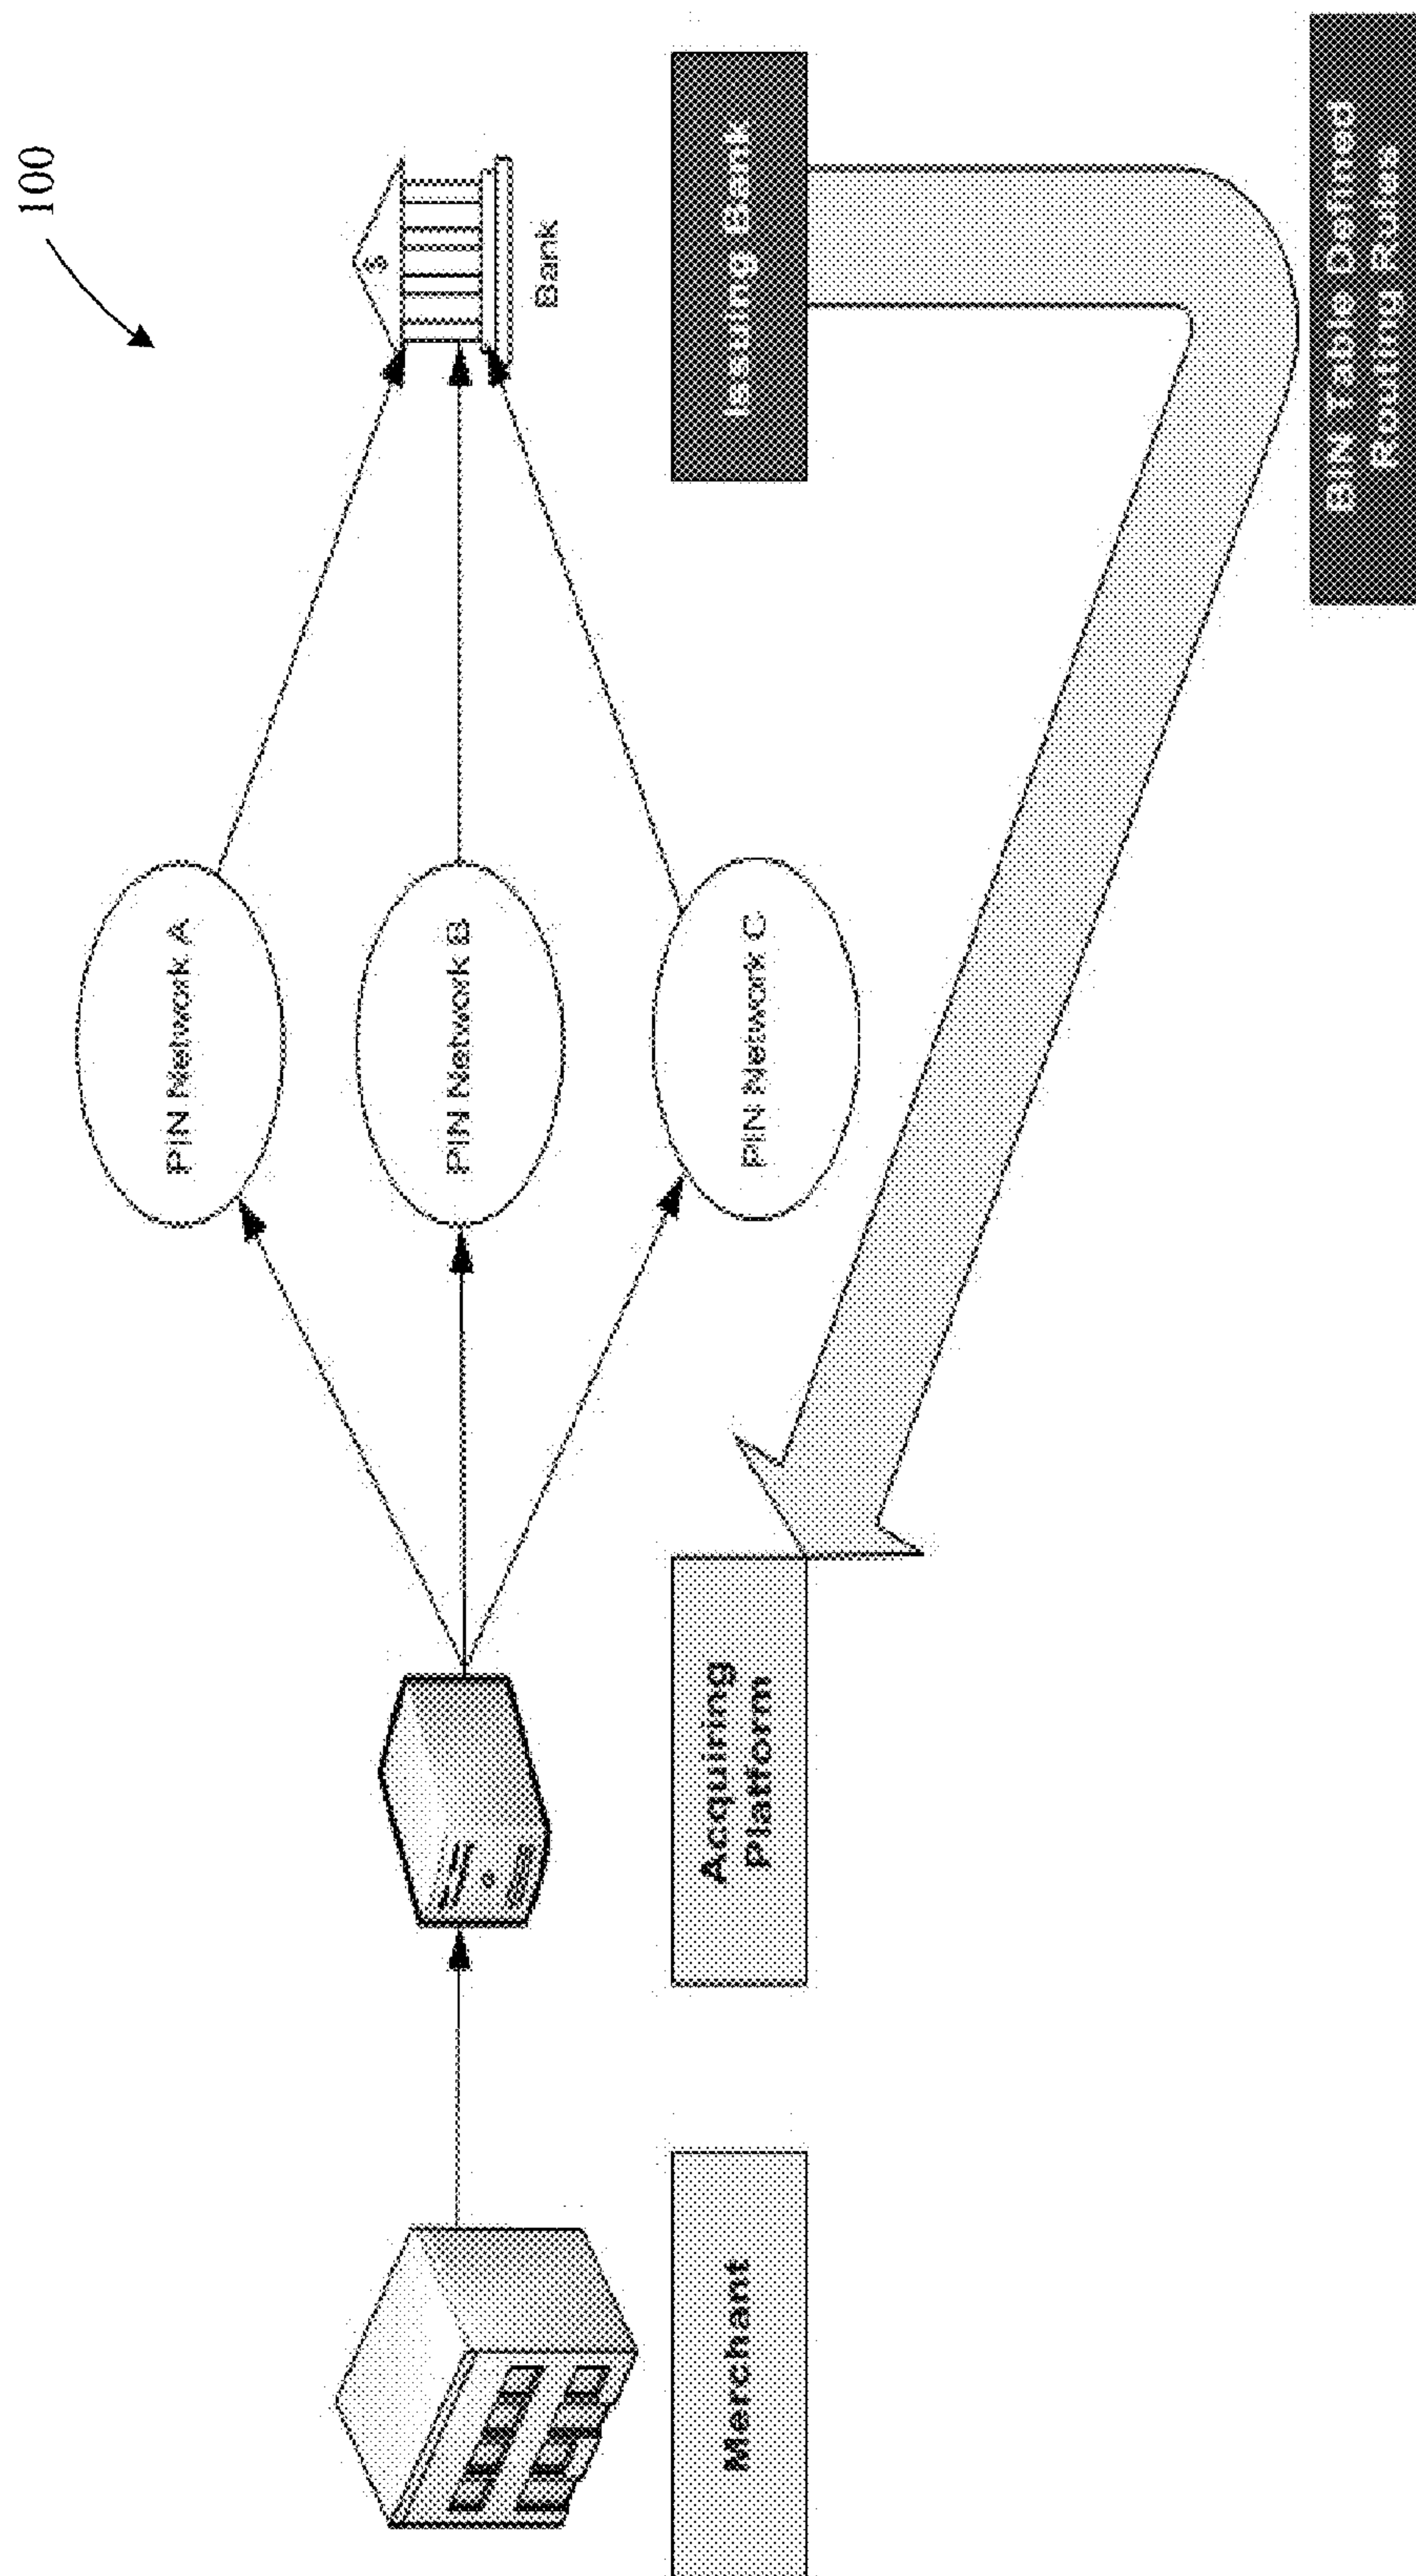 100
PIN Network A
PIN Network B
PIN Network C
$
Bank
Merchant
Acquiring
Platform
Issuing Bank
BIN Table Defined
Routing Rules